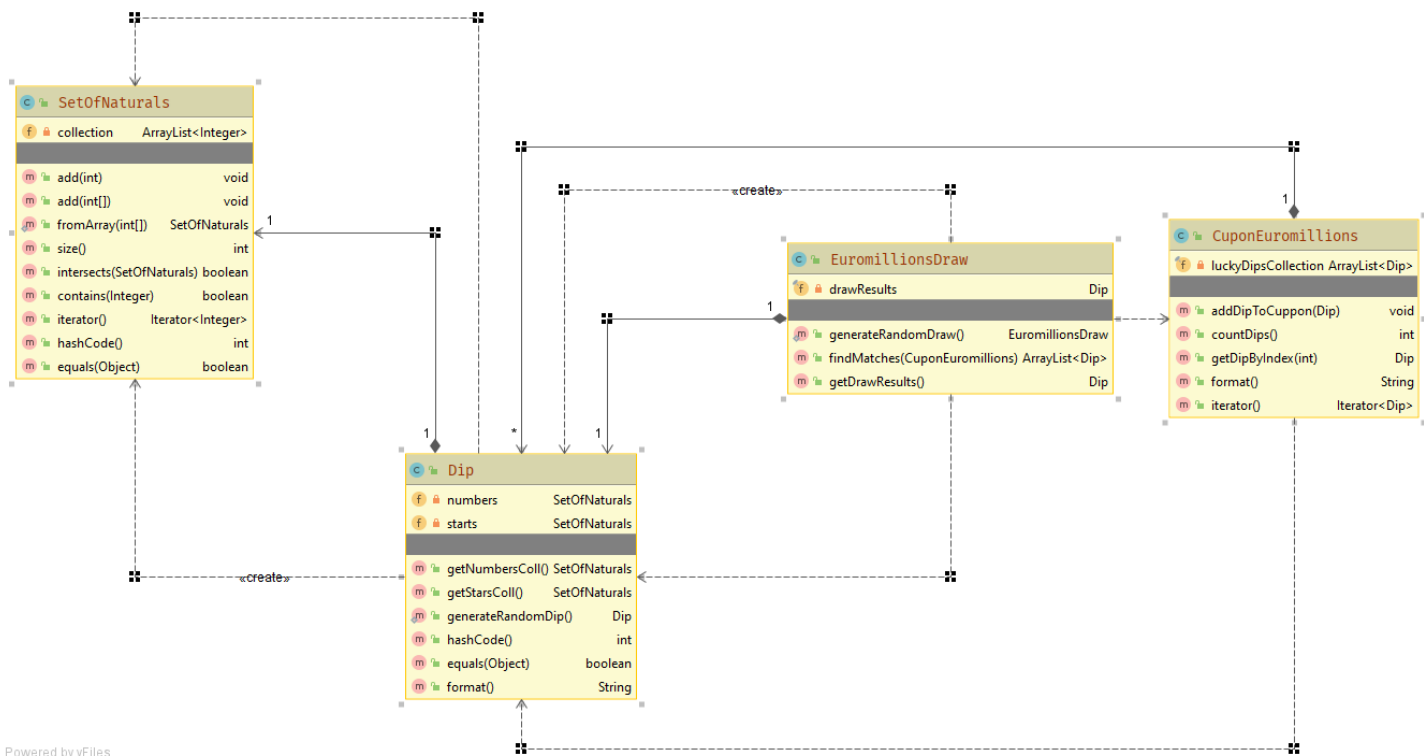 SetOfNaturals
collection ArrayList<Integer>
add(int) void
add(int[]) void
fromArray(int[]) SetOfNaturals
size() int
intersects(SetOfNaturals) boolean
contains(Integer) boolean
iterator() Iterator<Integer>
hashCode() int
equals(Object) boolean
1
«create»
EuromillionsDraw
drawResults Dip
generateRandomDraw() EuromillionsDraw
findMatches(CuponEuromillions) ArrayList<Dip>
getDrawResults() Dip
1
1
CuponEuromillions
luckyDipsCollection ArrayList<Dip>
addDipToCuppon(Dip) void
countDips() int
getDipByIndex(int) Dip
format() String
iterator() Iterator<Dip>
1
*
1
Dip
numbers SetOfNaturals
starts SetOfNaturals
getNumbersColl() SetOfNaturals
getStarsColl() SetOfNaturals
generateRandomDip() Dip
hashCode() int
equals(Object) boolean
format() String
«create»
Powered by yFiles